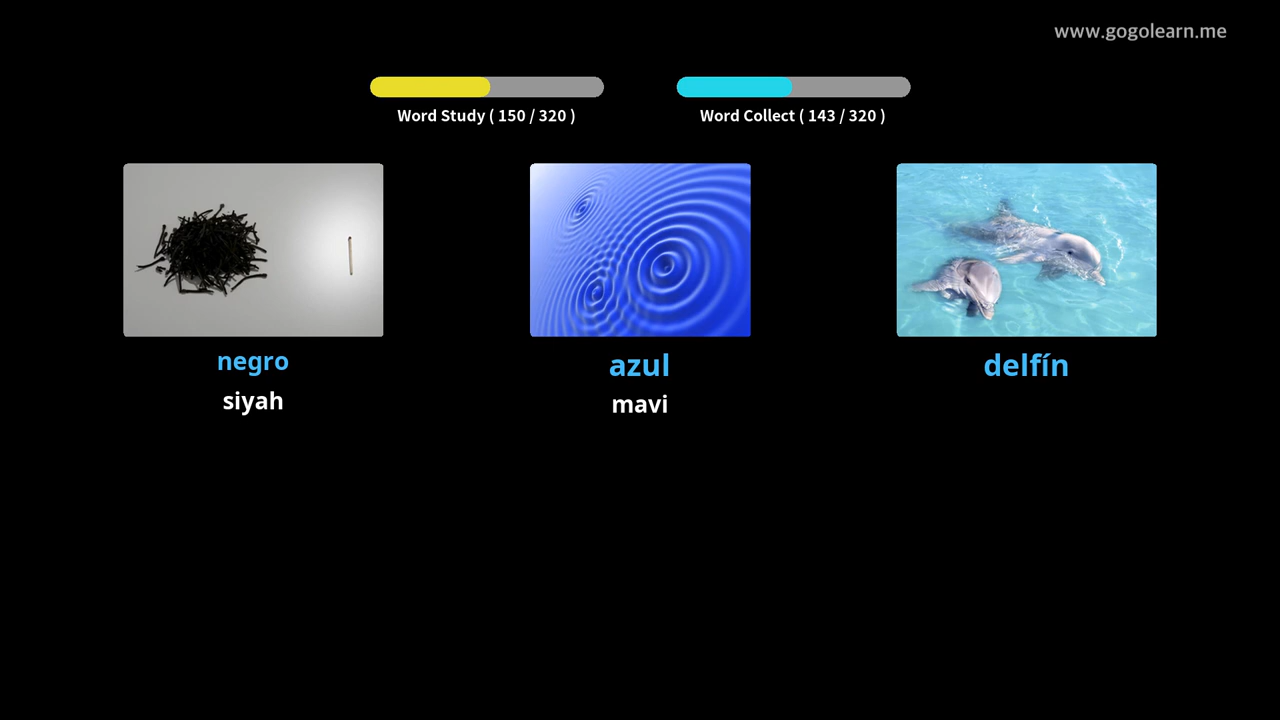 www.gogolearn.me
Word Study ( 150 / 320 )
Word Collect ( 143 / 320 )
negro
siyah
azul
mavi
delfín